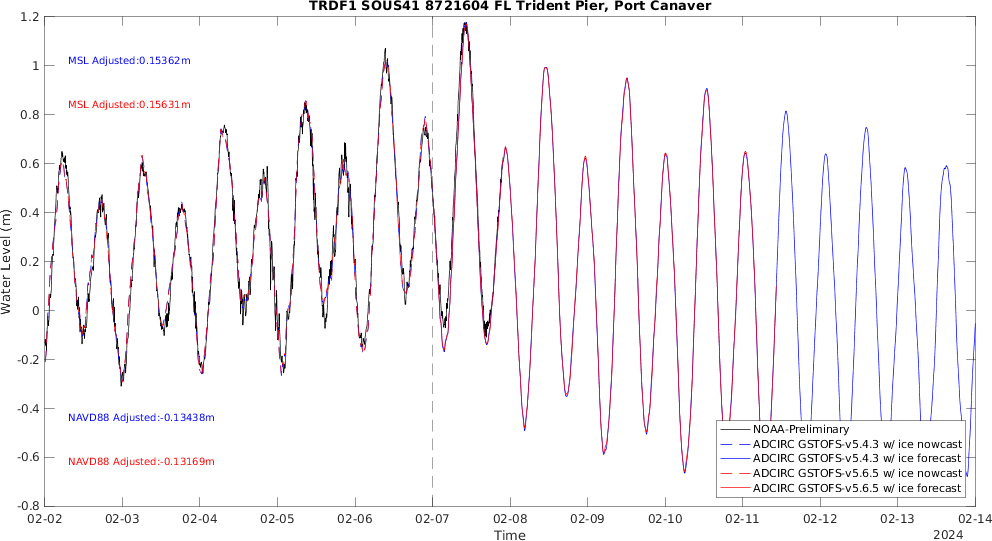 TRDF1 SOUS41 8721604 FL Trident Pier, Port Canaver
1.2
1
0.8
0.6
0.4
0.2
0
-0.2
-0.4
-0.6
-0.8
Water Level (m)
MSL Adjusted:0.15362m
MSL Adjusted:0.15631m
NAVD88 Adjusted:-0.13438m
NAVD88 Adjusted:-0.13169m
NOAA-Preliminary
ADCIRC GSTOFS-v5.4.3 w/ ice nowcast
ADCIRC GSTOFS-v5.4.3 w/ ice forecast
ADCIRC GSTOFS-v5.6.5 w/ ice nowcast
ADCIRC GSTOFS-v5.6.5 w/ ice forecast
02-02 02-03 02-04 02-05 02-06 02-07 02-08 02-09 02-10 02-11 02-12 02-13 02-14
Time
2024